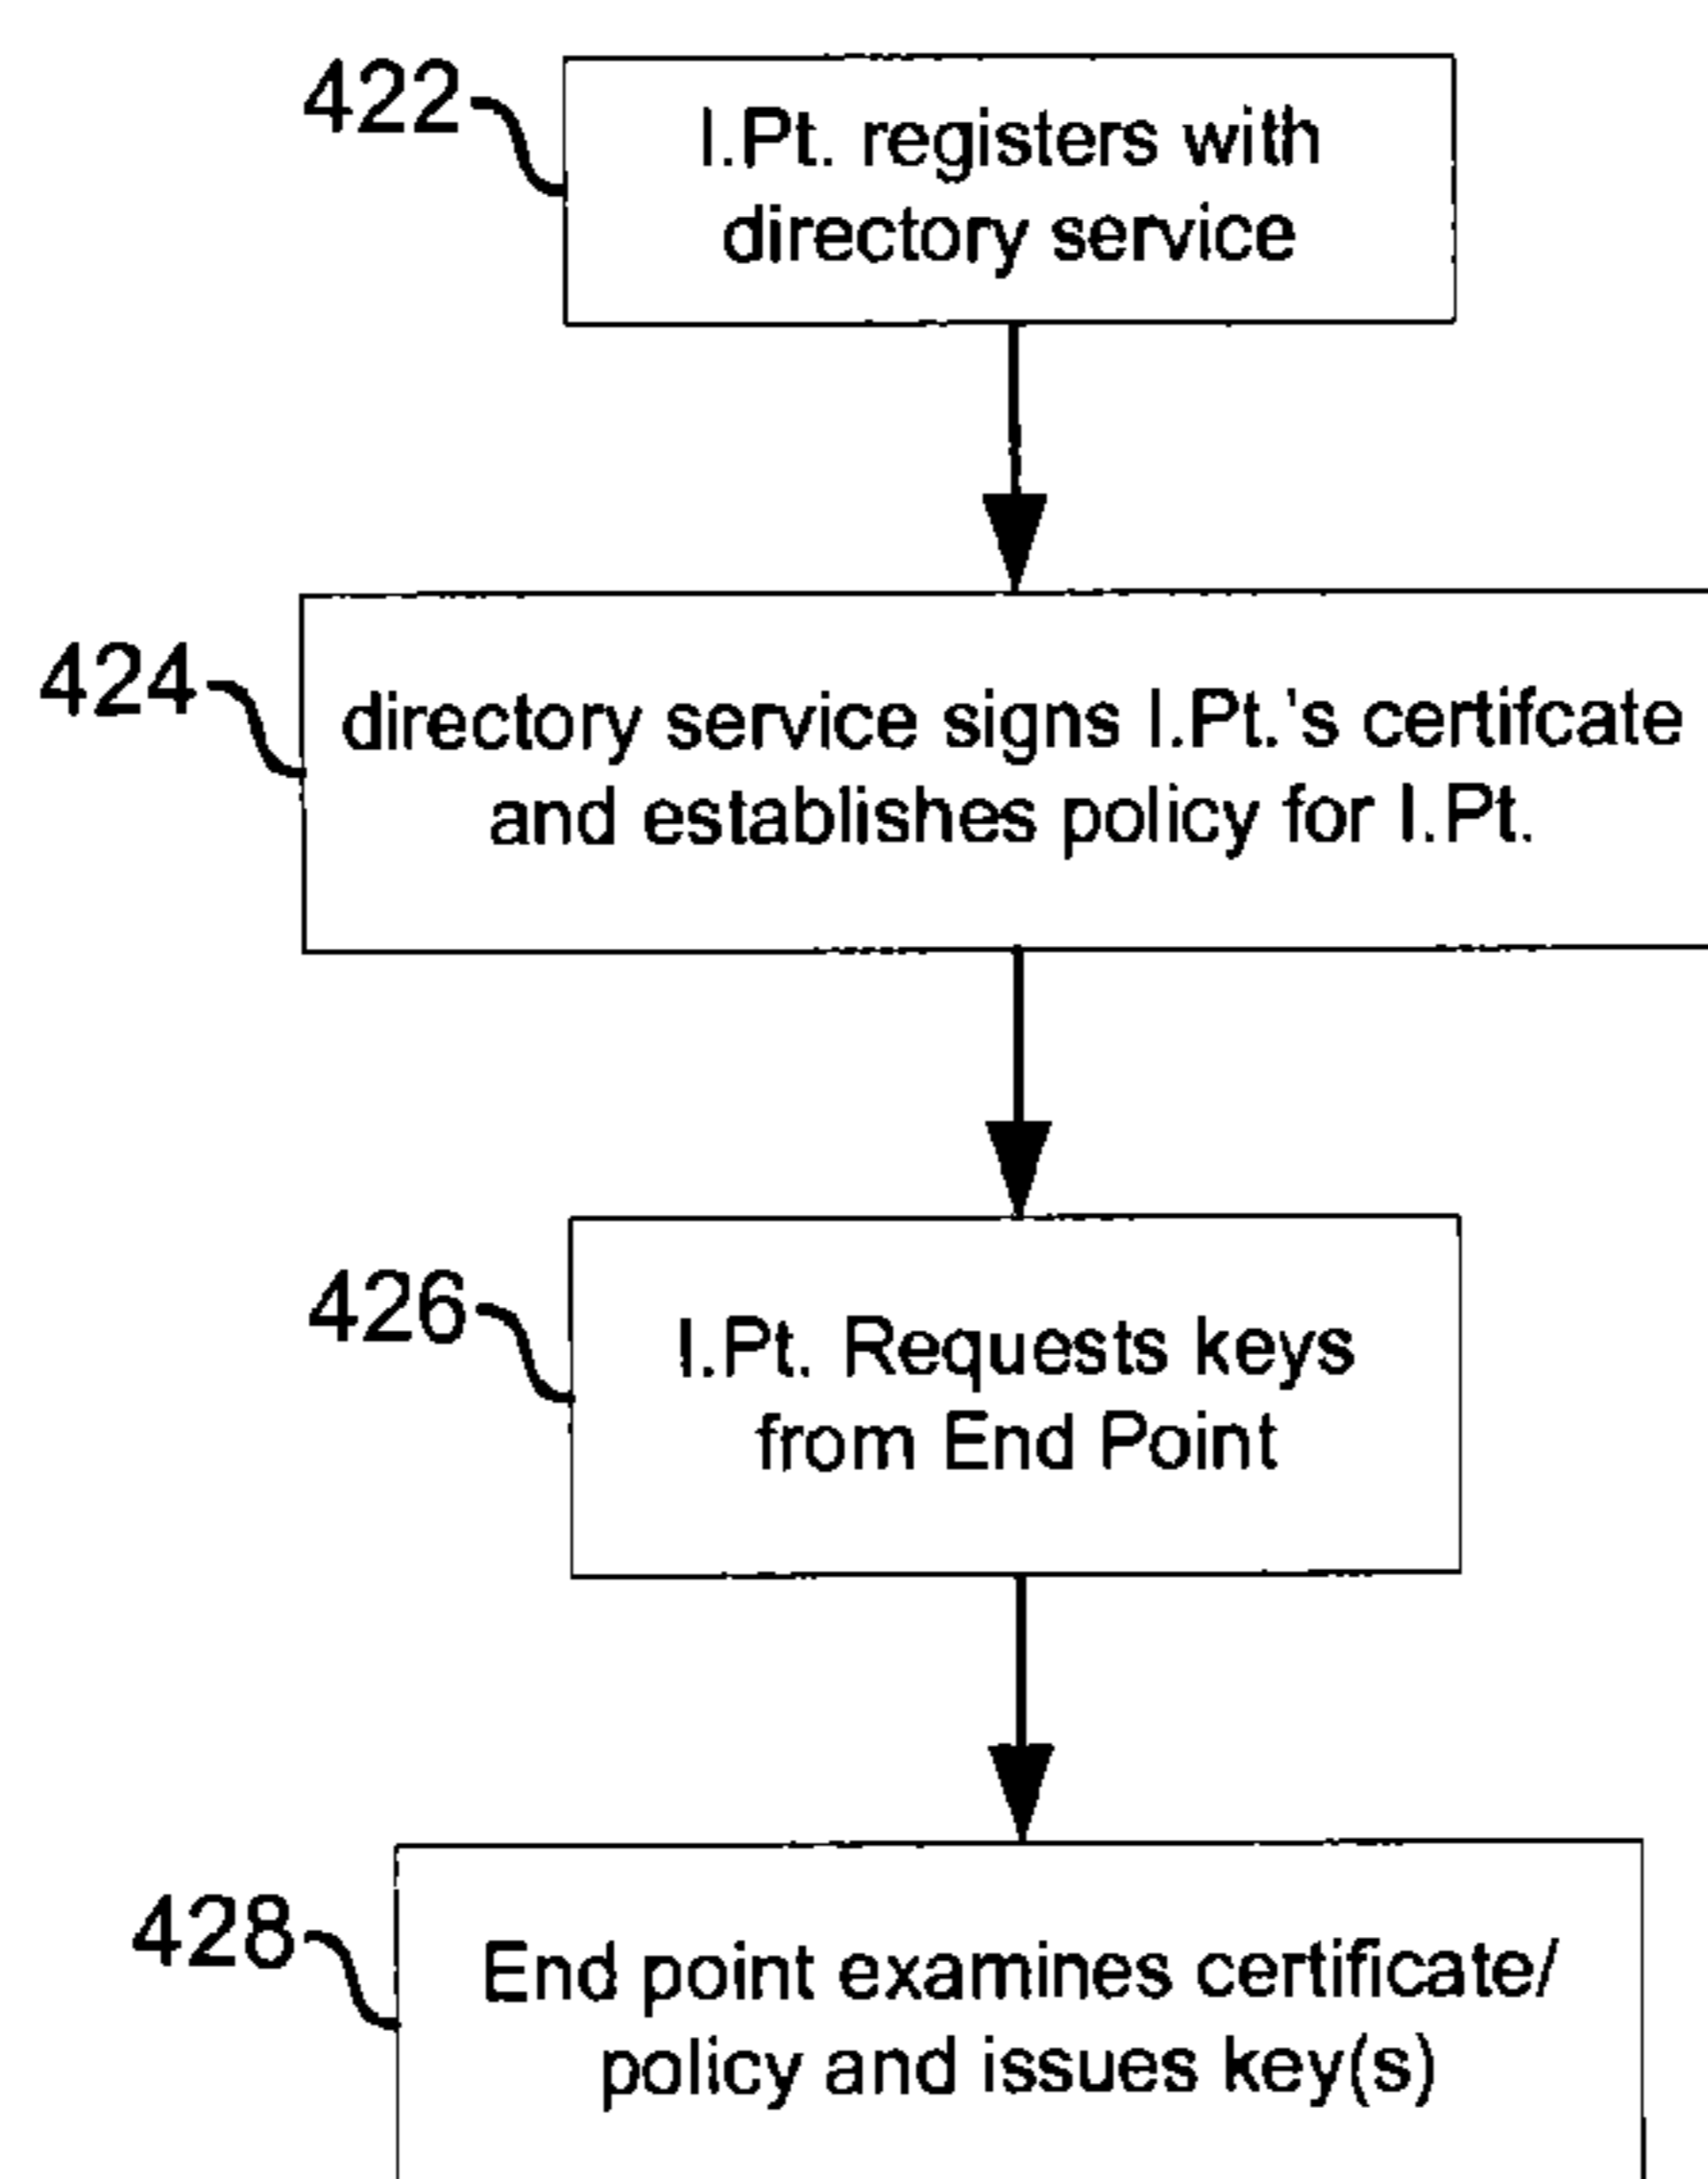 422
I.Pt. registers with
directory service
424
directory service signs I.Pt.'s certifcate
and establishes policy for I.Pt.
426
I.Pt. Requests keys
from End Point
428
End point examines certificate/
policy and issues key(s)